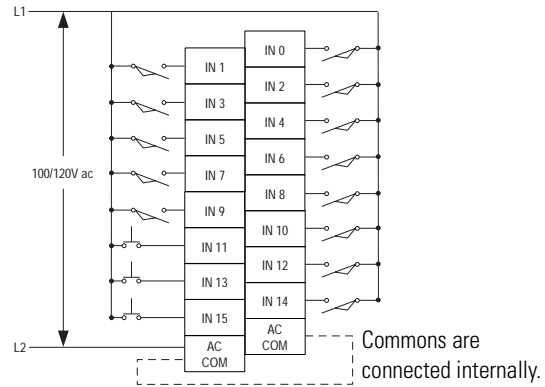 L1
IN 0
IN 1
IN 2
IN 3
IN 4
IN 5
IN 6
IN 7
100/120V ac
IN 8
IN 9
IN 10
IN 11
IN 12
IN 13
IN 14
IN 15
AC
COM
L2
AC
COM
Commons are
connected internally.